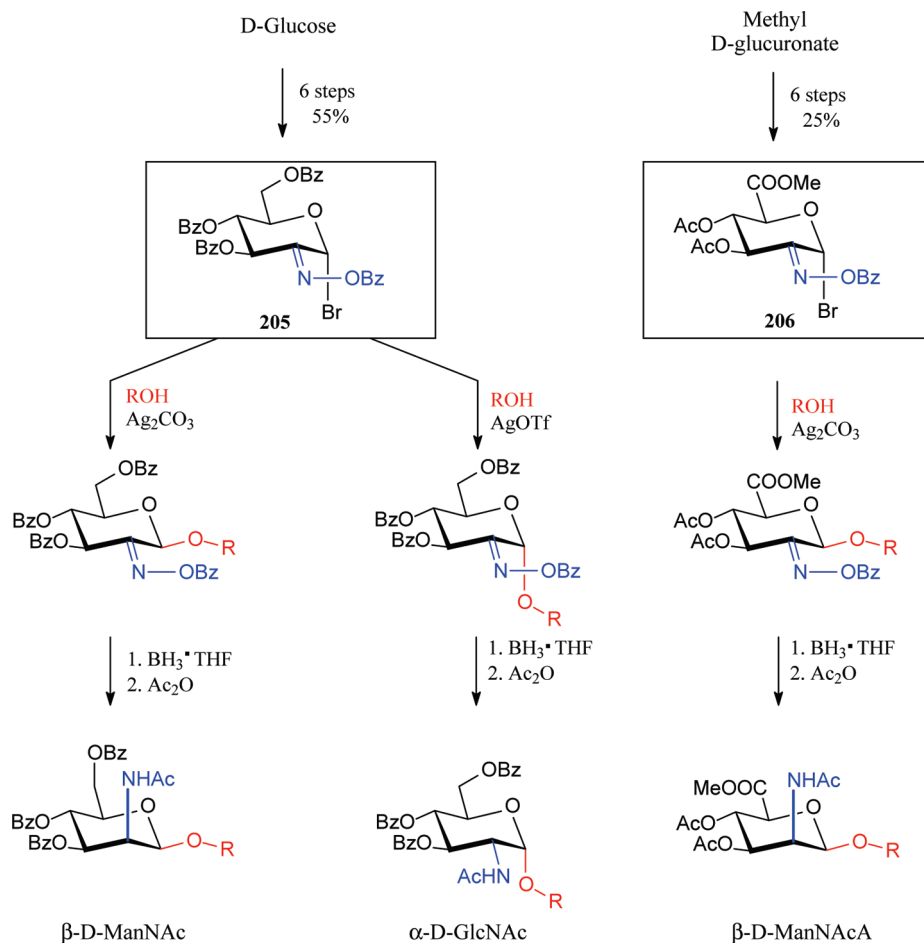 D-Glucose
Methyl
D-glucuronate
6 steps
55%
6 steps
25%
OBz
O
BzO
BzO
N
OBz
Br
205
COOMe
O
AcO
AcO
N
OBz
Br
206
ROH
Ag2CO3
ROH
AgOTf
ROH
Ag2CO3
OBz
O
BzO
BzO
O
R
N
OBz
OBz
O
BzO
BzO
N
OBz
O
R
COOMe
O
AcO
AcO
O
R
N
OBz
1. BH3▪THF
2. Ac2O
1. BH3▪THF
2. Ac2O
1. BH3▪THF
2. Ac2O
OBz
NHAc
O
BzO
BzO
O
R
OBz
O
BzO
BzO
AcHN
O
R
NHAc
MeOOC
O
AcO
AcO
O
R
β-D-ManNAc
α-D-GlcNAc
β-D-ManNAcA